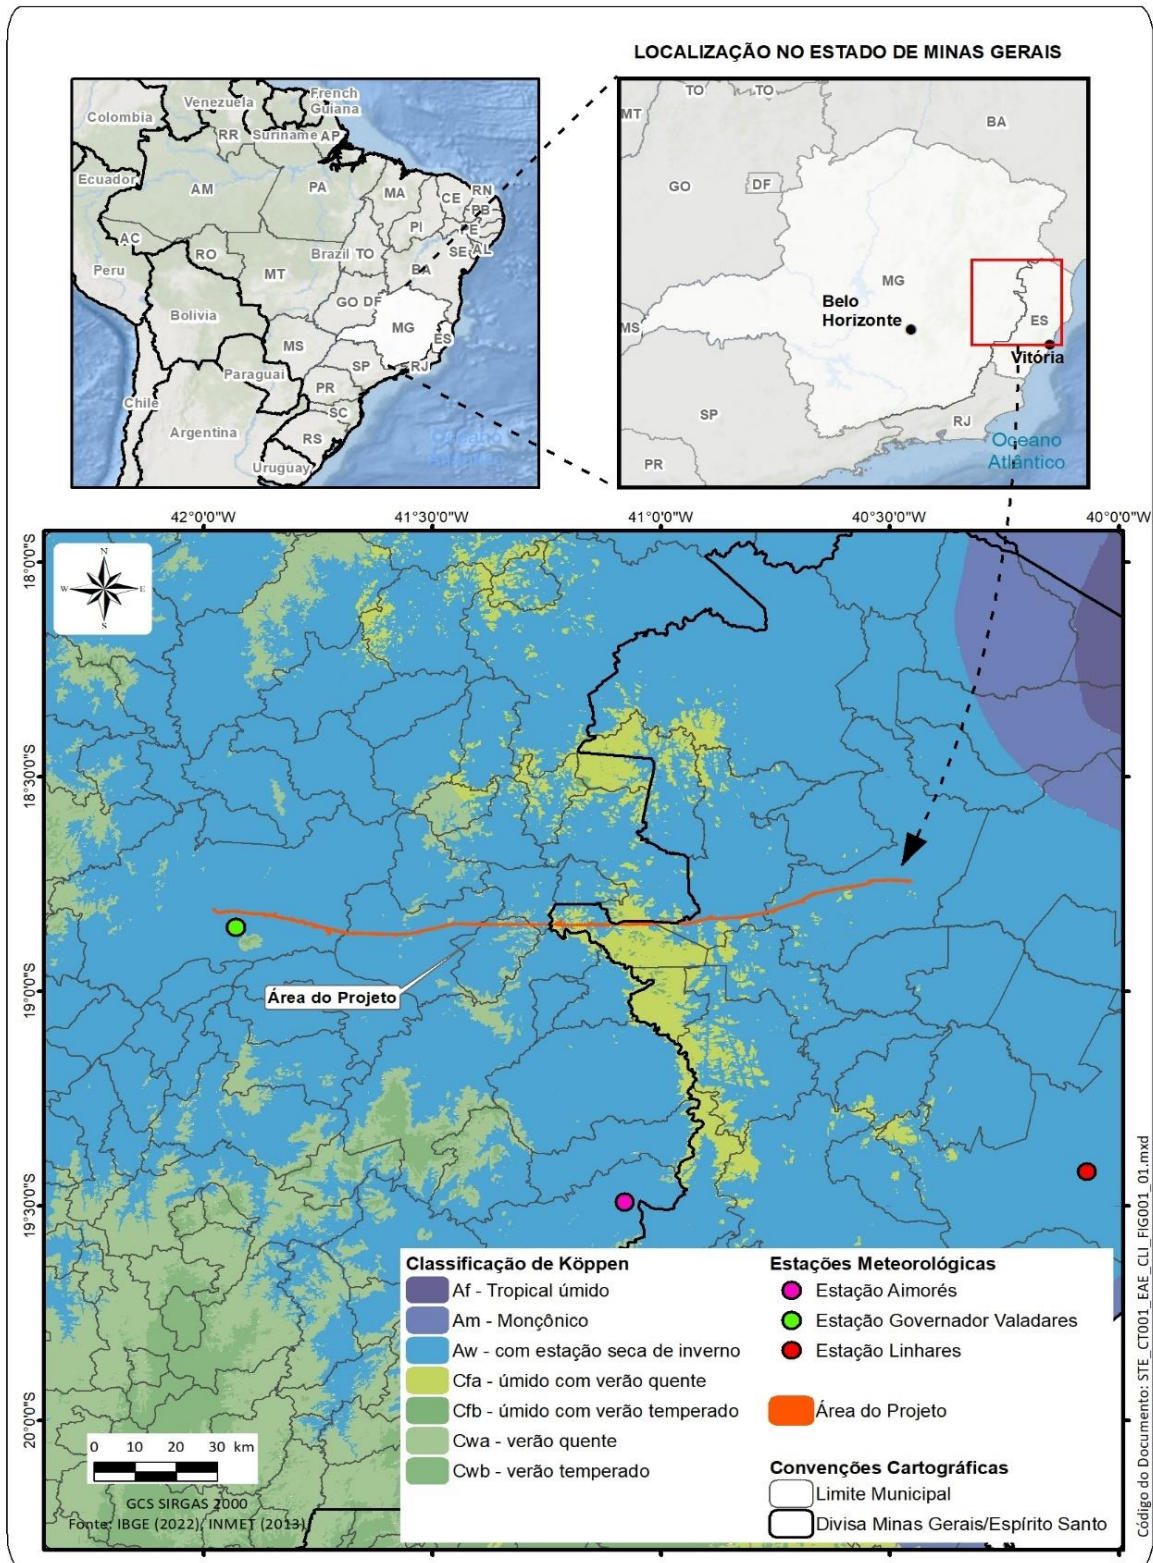 LOCALIZAÇÃO NO ESTADO DE MINAS GERAIS
Colombia
Venezuela
French
Guiana
RR
Suriname
AP
Ecuador
AM
PA
MA
CE
RN
PB
PI
AC
RO
Brazil
TO
SE
AL
Peru
MT
BA
GO
DF
Bolivia
MG
ES
MS
SP
RJ
Paraguai
PR
Chile
SC
Argentina
RS
Uruguay
Oceano
TO
TO
MT
BA
GO
DF
MG
Belo
Horizonte
MS
ES
Vitória
SP
RJ
PR
Oceano
Atlântico
42°0'0"W
41°30'0"W
41°0'0"W
40°30'0"W
40°0'0"W
18°0'0"S
18°30'0"S
19°0'0"S
19°30'0"S
20°0'0"S
N
W
E
S
Área do Projeto
Classificação de Köppen
Af - Tropical úmido
Am - Monçônico
Aw - com estação seca de inverno
Cfa - úmido com verão quente
Cfb - úmido com verão temperado
Cwa - verão quente
Cwb - verão temperado
Estações Meteorológicas
Estação Aimorés
Estação Governador Valadares
Estação Linhares
Área do Projeto
Convenções Cartográficas
Limite Municipal
Divisa Minas Gerais/Espírito Santo
0 10 20 30 km
GCS SIRGAS 2000
Fonte: IBGE (2022), INMET (2013)
Código do Documento: STE_CT001_EAE_CLI_FIG001_01.mxd